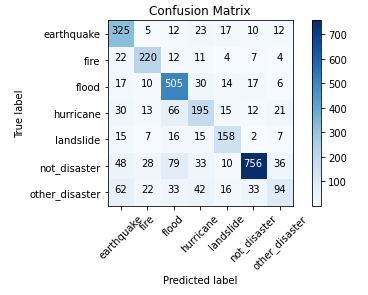 Confusion Matrix
True label
earthquake 325 5 12 23 17 10 12
fire 22 220 12 11 4 7 4
flood 17 10 505 30 14 17 6
hurricane 30 13 66 195 15 12 21
landslide 15 7 16 15 158 2 7
not_disaster 48 28 79 33 10 756 36
other_disaster 62 22 33 42 16 33 94
earthquake fire flood hurricane landslide not_disaster other_disaster
Predicted label
700
600
500
400
300
200
100